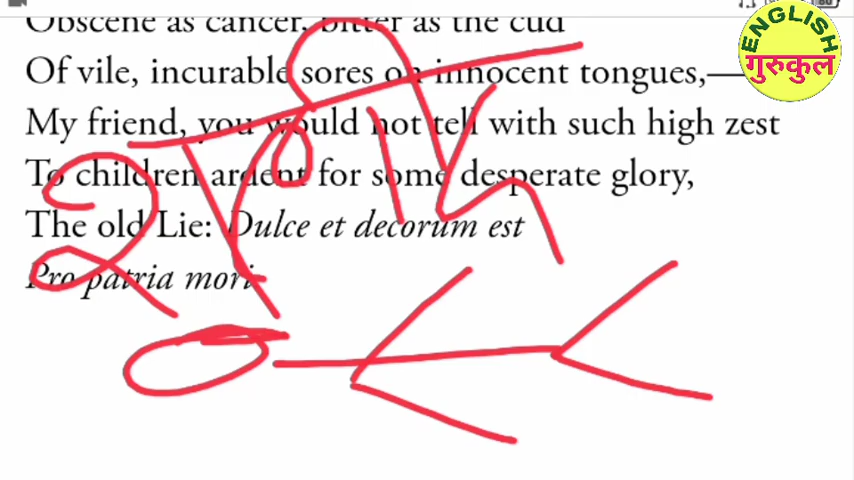 Obscene as cancer, bitter as the cud
Of vile, incurable sores on innocent tongues,—
My friend, you would not tell with such high zest
To children ardent for some desperate glory,
The old Lie: Dulce et decorum est
Pro patria mori.
ENGLISH
गुरुकुल